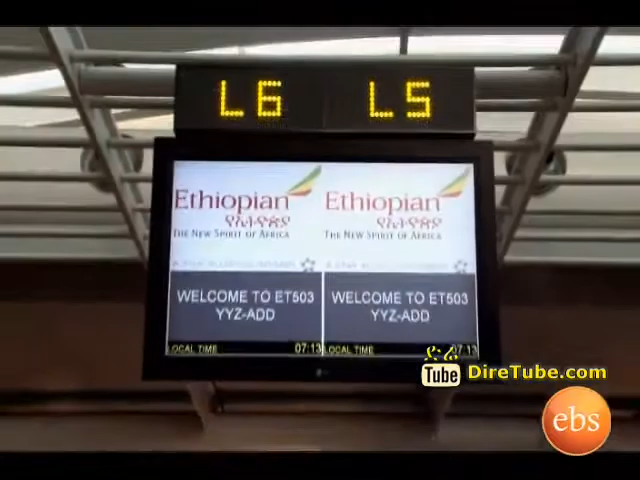 L6 L5
Ethiopian
የኢትዮጵያ
THE NEW SPIRIT OF AFRICA
WELCOME TO ET503
YYZ-ADD
LOCAL TIME 07:13
Ethiopian
የኢትዮጵያ
THE NEW SPIRIT OF AFRICA
WELCOME TO ET503
YYZ-ADD
LOCAL TIME 07:13
ድሬ
Tube DireTube.com
ebs